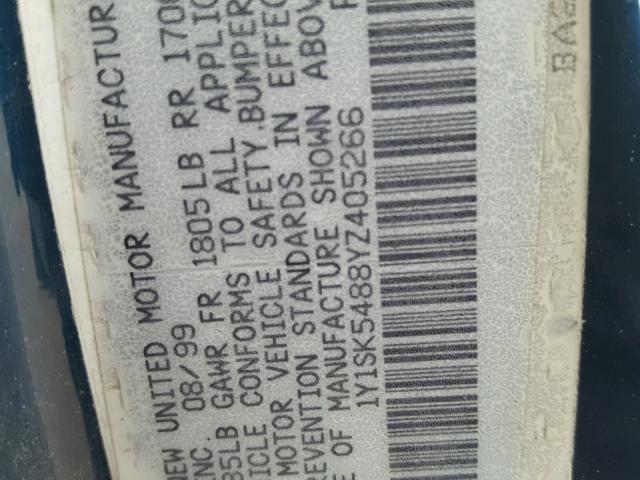 NEW UNITED MOTOR MANUFACTUR
INC. 08/99
85LB GAWR FR 1805LB RR 170
ICLE CONFORMS TO ALL APPLIC
MOTOR VEHICLE SAFETY.BUMPER
REVENTION STANDARDS IN EFFEC
E OF MANUFACTURE SHOWN ABOV
1Y1SK5488YZ405266